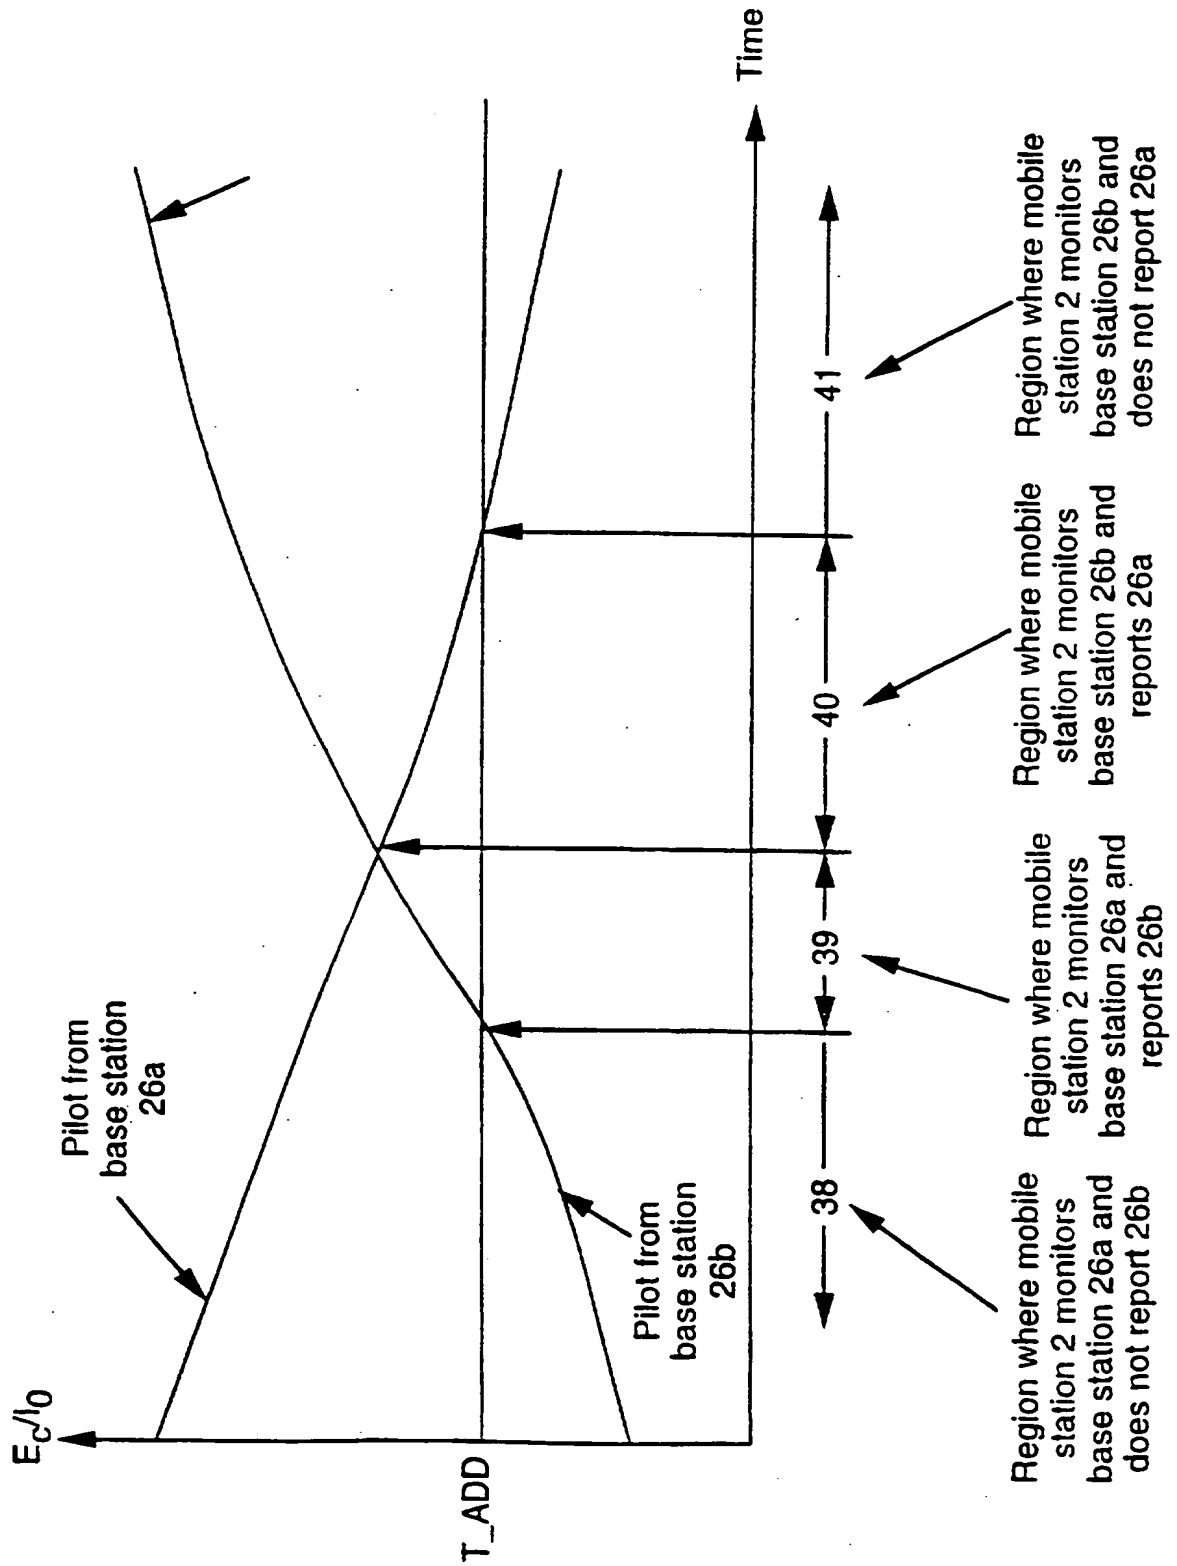 E_C/I_0
Pilot from
base station
26a
T_ADD
Pilot from
base station
26b
Time
38
39
40
41
Region where mobile
station 2 monitors
base station 26a and
does not report 26b
Region where mobile
station 2 monitors
base station 26a and
reports 26b
Region where mobile
station 2 monitors
base station 26b and
reports 26a
Region where mobile
station 2 monitors
base station 26b and
does not report 26a